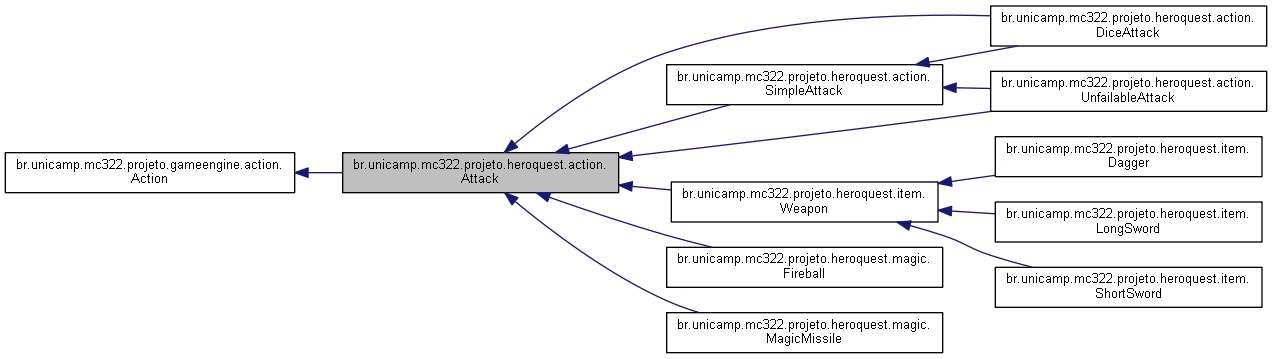 br.unicamp.mc322.projeto.gameengine.action.
Action
br.unicamp.mc322.projeto.heroquest.action.
Attack
br.unicamp.mc322.projeto.heroquest.action.
DiceAttack
br.unicamp.mc322.projeto.heroquest.action.
SimpleAttack
br.unicamp.mc322.projeto.heroquest.action.
UnfailableAttack
br.unicamp.mc322.projeto.heroquest.item.
Weapon
br.unicamp.mc322.projeto.heroquest.item.
Dagger
br.unicamp.mc322.projeto.heroquest.item.
LongSword
br.unicamp.mc322.projeto.heroquest.item.
ShortSword
br.unicamp.mc322.projeto.heroquest.magic.
Fireball
br.unicamp.mc322.projeto.heroquest.magic.
MagicMissile